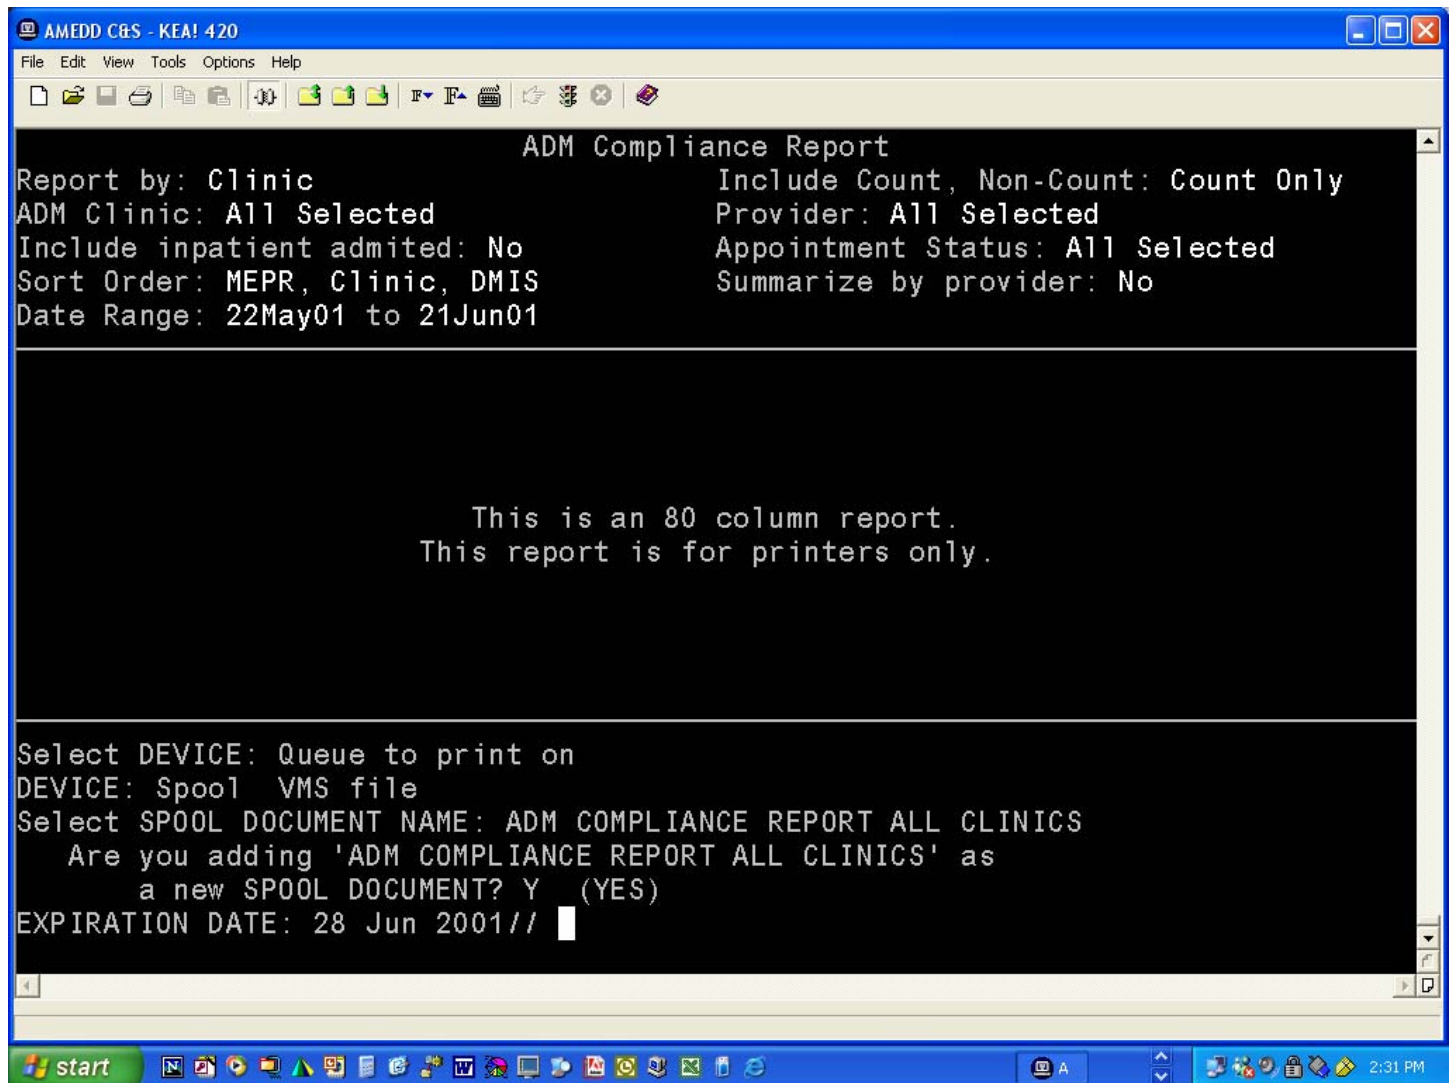 AMEDD C&S - KEA! 420
File Edit View Tools Options Help
ADM Compliance Report
Report by: Clinic Include Count, Non-Count: Count Only
ADM Clinic: All Selected Provider: All Selected
Include inpatient admited: No Appointment Status: All Selected
Sort Order: MEPR, Clinic, DMIS Summarize by provider: No
Date Range: 22May01 to 21Jun01
This is an 80 column report.
This report is for printers only.
Select DEVICE: Queue to print on
DEVICE: Spool VMS file
Select SPOOL DOCUMENT NAME: ADM COMPLIANCE REPORT ALL CLINICS
Are you adding 'ADM COMPLIANCE REPORT ALL CLINICS' as
a new SPOOL DOCUMENT? Y (YES)
EXPIRATION DATE: 28 Jun 2001//
start A 2:31 PM